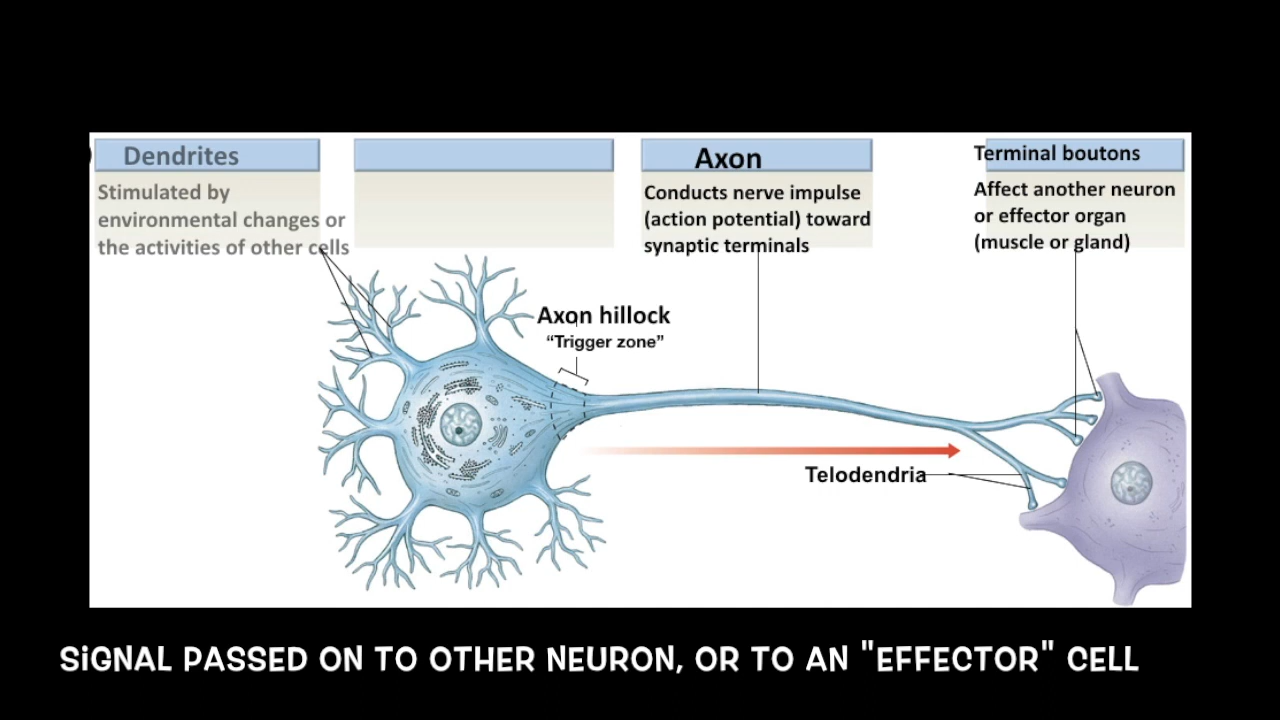 Dendrites
Stimulated by
environmental changes or
the activities of other cells
Axon
Conducts nerve impulse
(action potential) toward
synaptic terminals
Terminal boutons
Affect another neuron
or effector organ
(muscle or gland)
Axon hillock
“Trigger zone”
Telodendria
SiGNAL PASSED ON TO OTHER NEURON, OR TO AN "EFFECTOR" CELL